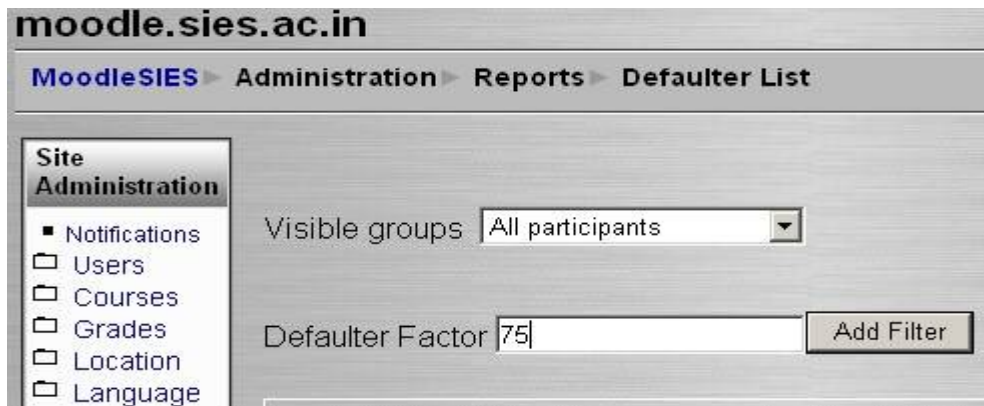 moodle.sies.ac.in
MoodleSIES Administration Reports Defaulter List
Site
Administration
Notifications
Users
Courses
Grades
Location
Language
Visible groups All participants
Defaulter Factor 75 Add Filter